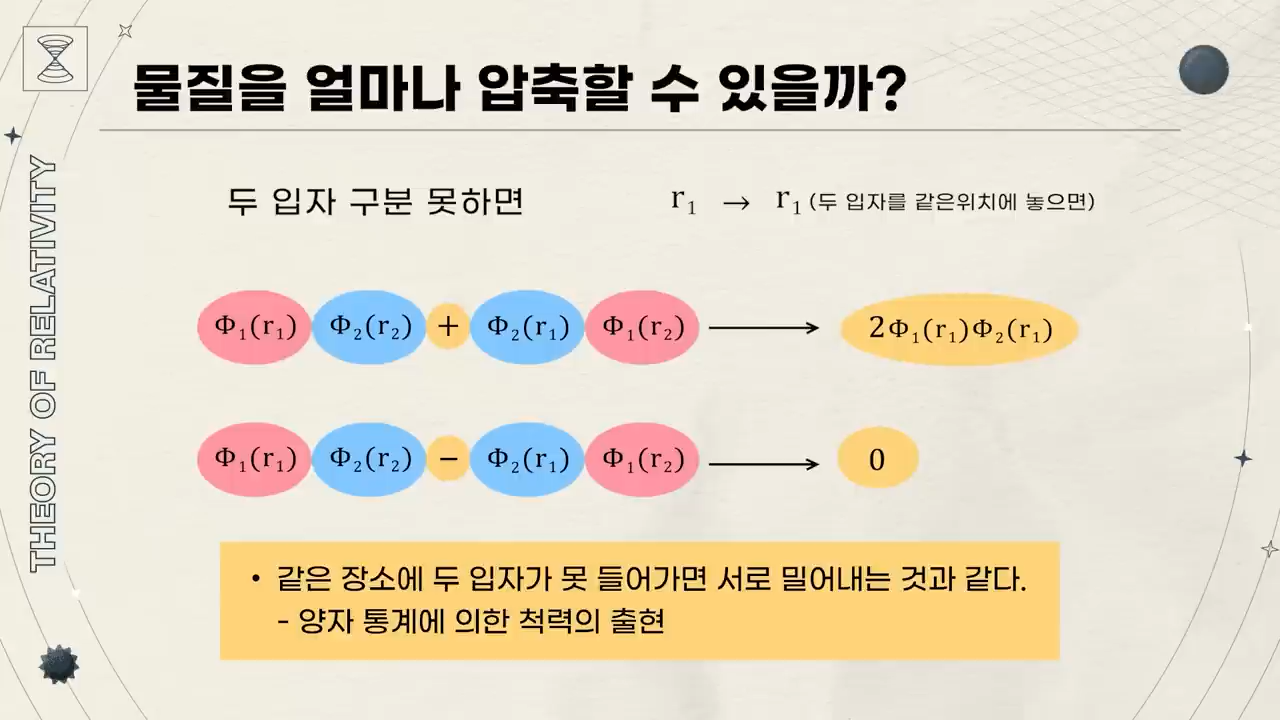 물질을 얼마나 압축할 수 있을까?
THEORY OF RELATIVITY
두 입자 구분 못하면
r₁ → r₁ (두 입자를 같은위치에 놓으면)
Φ₁(r₁) Φ₂(r₂) + Φ₂(r₁) Φ₁(r₂) → 2Φ₁(r₁)Φ₂(r₁)
Φ₁(r₁) Φ₂(r₂) − Φ₂(r₁) Φ₁(r₂) → 0
• 같은 장소에 두 입자가 못 들어가면 서로 밀어내는 것과 같다.
- 양자 통계에 의한 척력의 출현